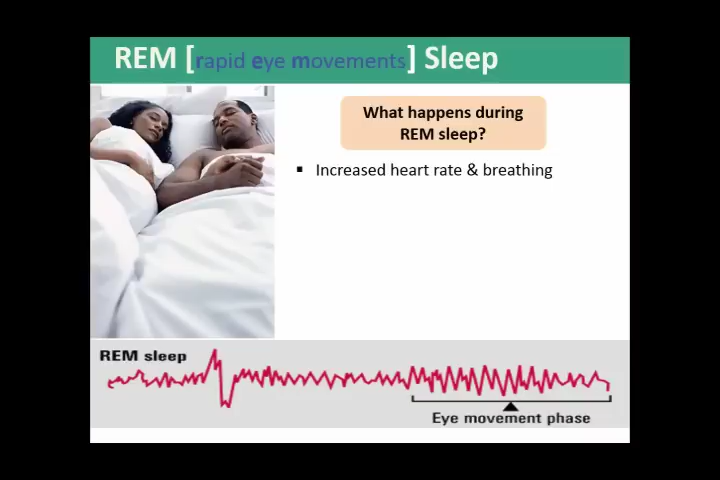 REM [rapid eye movements] Sleep
What happens during
REM sleep?
▪ Increased heart rate & breathing
REM sleep
Eye movement phase